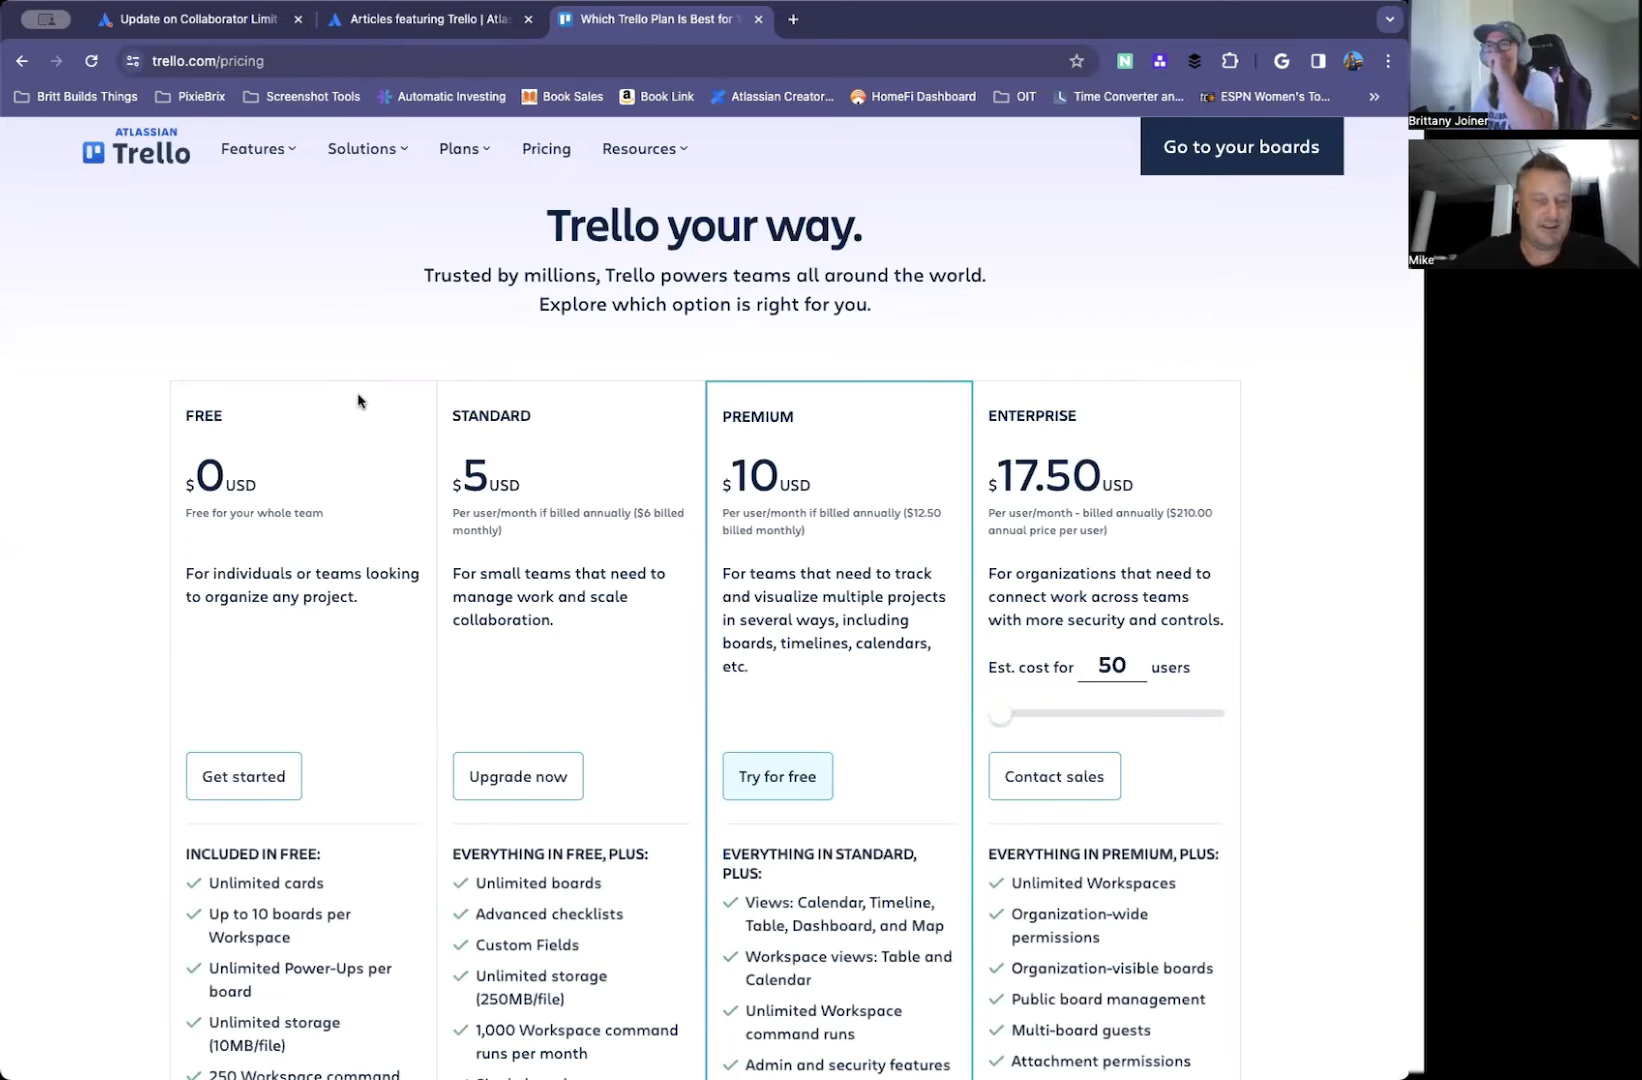 Update on Collaborator Limit
Articles featuring Trello | Atla
Which Trello Plan Is Best for
trello.com/pricing
Britt Builds Things
PixieBrix
Screenshot Tools
Automatic Investing
Book Sales
Book Link
Atlassian Creator...
HomeFi Dashboard
OIT
Time Converter an...
ESPN Women's To...
»
Brittany Joiner
Mike
ATLASSIAN
Trello
Features
Solutions
Plans
Pricing
Resources
Go to your boards
Trello your way.
Trusted by millions, Trello powers teams all around the world.
Explore which option is right for you.
FREE
$0 USD
Free for your whole team
For individuals or teams looking
to organize any project.
Get started
INCLUDED IN FREE:
Unlimited cards
Up to 10 boards per
Workspace
Unlimited Power-Ups per
board
Unlimited storage
(10MB/file)
250 Workspace command
STANDARD
$5 USD
Per user/month if billed annually ($6 billed
monthly)
For small teams that need to
manage work and scale
collaboration.
Upgrade now
EVERYTHING IN FREE, PLUS:
Unlimited boards
Advanced checklists
Custom Fields
Unlimited storage
(250MB/file)
1,000 Workspace command
runs per month
PREMIUM
$10 USD
Per user/month if billed annually ($12.50
billed monthly)
For teams that need to track
and visualize multiple projects
in several ways, including
boards, timelines, calendars,
etc.
Try for free
EVERYTHING IN STANDARD,
PLUS:
Views: Calendar, Timeline,
Table, Dashboard, and Map
Workspace views: Table and
Calendar
Unlimited Workspace
command runs
Admin and security features
ENTERPRISE
$17.50 USD
Per user/month - billed annually ($210.00
annual price per user)
For organizations that need to
connect work across teams
with more security and controls.
Est. cost for 50 users
Contact sales
EVERYTHING IN PREMIUM, PLUS:
Unlimited Workspaces
Organization-wide
permissions
Organization-visible boards
Public board management
Multi-board guests
Attachment permissions